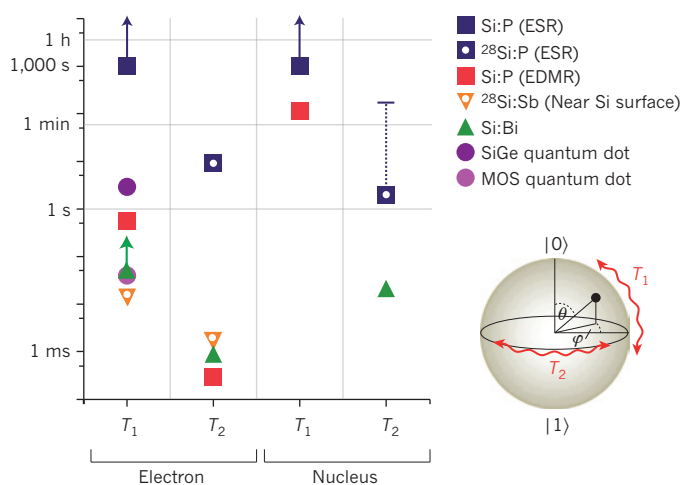 1 h
1,000 s
1 min
1 s
1 ms
T₁
T₂
T₁
T₂
Electron
Nucleus
Si:P (ESR)
²⁸Si:P (ESR)
Si:P (EDMR)
²⁸Si:Sb (Near Si surface)
Si:Bi
SiGe quantum dot
MOS quantum dot
|0⟩
T₁
θ
φ
T₂
|1⟩